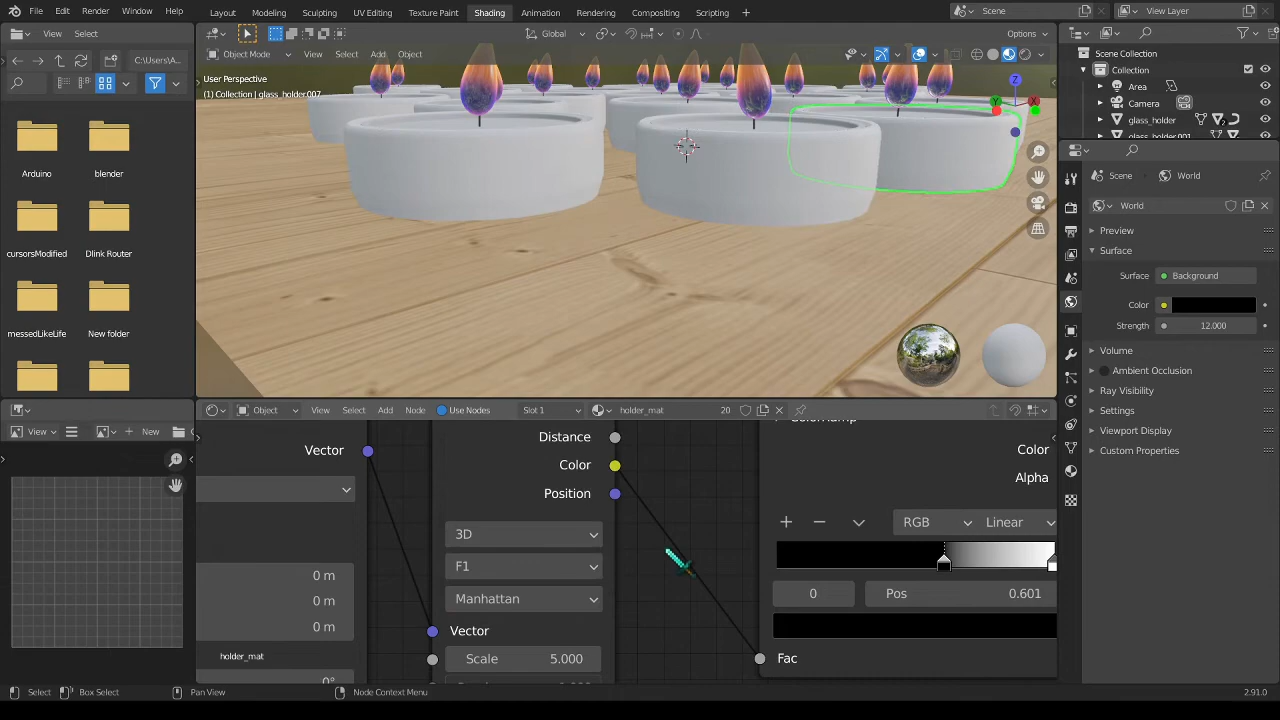 File Edit Render Window Help Layout Modeling Sculpting UV Editing Texture Paint Shading Animation Rendering Compositing Scripting + Scene View Layer
View Select
Object Mode View Select Add Object Global Options
C:\Users\A...
User Perspective
(1) Collection | glass_holder.007
Z
Y X
Arduino blender
cursorsModified Dlink Router
messedLikeLife New folder
Scene Collection
Collection
Area
Camera
glass_holder
glass_holder.001
Scene World
World
Preview
Surface
Surface Background
Color
Strength 12.000
Volume
Ambient Occlusion
Ray Visibility
Settings
Viewport Display
Custom Properties
View New
Object View Select Add Node Use Nodes Slot 1 holder_mat 20
Vector
0 m
0 m
0 m
holder_mat
0°
Distance
Color
Position
3D
F1
Manhattan
Vector
Scale 5.000
Color
Alpha
RGB Linear
0 Pos 0.601
Fac
Select Box Select Pan View Node Context Menu 2.91.0